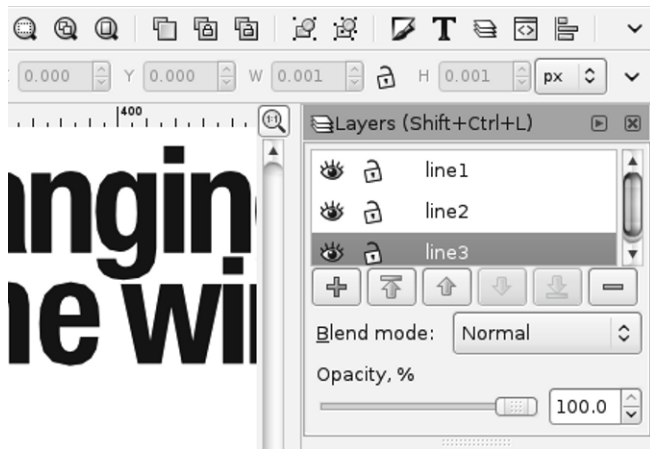 0.000 Y 0.000 W 0.001 H 0.001 px
400
1:1
Layers (Shift+Ctrl+L)
line1
line2
line3
Blend mode: Normal
Opacity, %
100.0